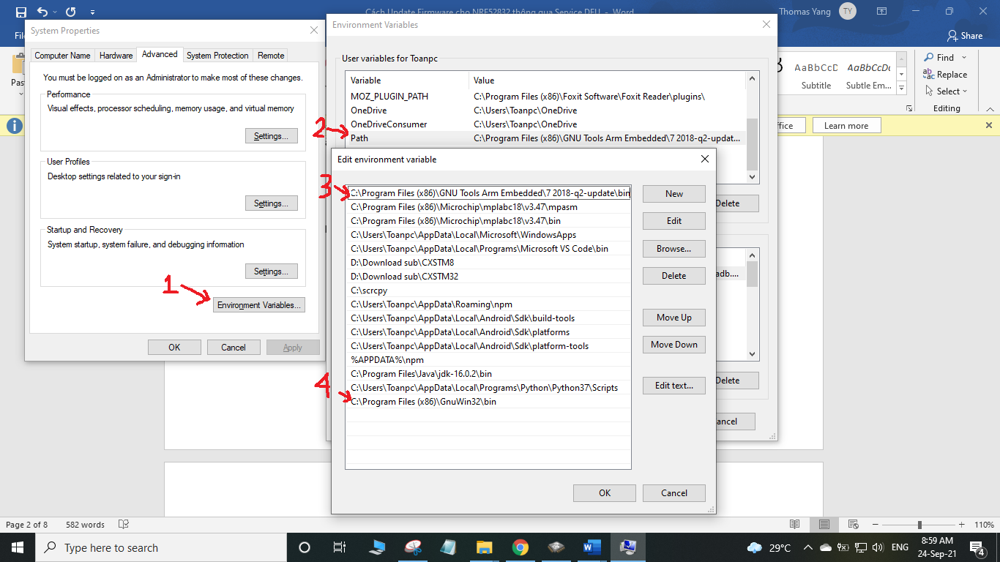 Cách Update Firmware cho NRF52832 thông qua Service DFU - Word
Thomas Yang
TY
Share
System Properties
Computer Name
Hardware
Advanced
System Protection
Remote
You must be logged on as an Administrator to make most of these changes.
Performance
Visual effects, processor scheduling, memory usage, and virtual memory
Settings...
User Profiles
Desktop settings related to your sign-in
Settings...
Startup and Recovery
System startup, system failure, and debugging information
Settings...
1
Environment Variables...
OK
Cancel
Apply
Environment Variables
User variables for Toanpc
Variable Value
MOZ_PLUGIN_PATH C:\Program Files (x86)\Foxit Software\Foxit Reader\plugins\
OneDrive C:\Users\Toanpc\OneDrive
OneDriveConsumer C:\Users\Toanpc\OneDrive
2
Path C:\Program Files (x86)\GNU Tools Arm Embedded\7 2018-q2-updat...
Delete
adb....
Delete
ancel
Edit environment variable
3
C:\Program Files (x86)\GNU Tools Arm Embedded\7 2018-q2-update\bin
C:\Program Files (x86)\Microchip\mplabc18\v3.47\mpasm
C:\Program Files (x86)\Microchip\mplabc18\v3.47\bin
C:\Users\Toanpc\AppData\Local\Microsoft\WindowsApps
C:\Users\Toanpc\AppData\Local\Programs\Microsoft VS Code\bin
D:\Download sub\CXSTM8
D:\Download sub\CXSTM32
C:\scrcpy
C:\Users\Toanpc\AppData\Roaming\npm
C:\Users\Toanpc\AppData\Local\Android\Sdk\build-tools
C:\Users\Toanpc\AppData\Local\Android\Sdk\platforms
C:\Users\Toanpc\AppData\Local\Android\Sdk\platform-tools
%APPDATA%\npm
C:\Program Files\Java\jdk-16.0.2\bin
C:\Users\Toanpc\AppData\Local\Programs\Python\Python37\Scripts
4
C:\Program Files (x86)\GnuWin32\bin
New
Edit
Browse...
Delete
Move Up
Move Down
Edit text...
OK
Cancel
Fil
Pas
AaBbCcD
AaBbCcDc
Subtitle
Subtle Em...
Find
Replace
Select
Editing
ffice
Learn more
Page 2 of 8
582 words
110%
Type here to search
29°C
ENG
8:59 AM
24-Sep-21
4